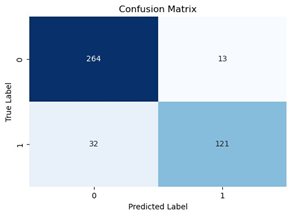 Confusion Matrix
True Label
0
264
13
1
32
121
0
1
Predicted Label